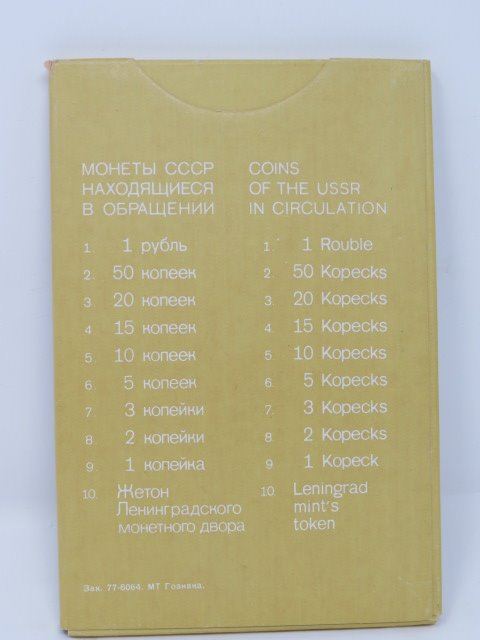 МОНЕТЫ СССР
НАХОДЯЩИЕСЯ
В ОБРАЩЕНИИ
1. 1 рубль
2. 50 копеек
3. 20 копеек
4. 15 копеек
5. 10 копеек
6. 5 копеек
7. 3 копейки
8. 2 копейки
9. 1 копейка
10. Жетон
Ленинградского
монетного двора
COINS
OF THE USSR
IN CIRCULATION
1. 1 Rouble
2. 50 Kopecks
3. 20 Kopecks
4. 15 Kopecks
5. 10 Kopecks
6. 5 Kopecks
7. 3 Kopecks
8. 2 Kopecks
9. 1 Kopeck
10. Leningrad
mint's
token
Зак. 77-6064. МТ Гознака.